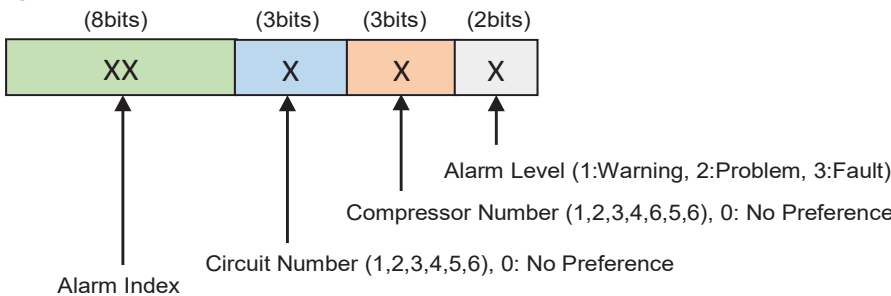 (8bits) (3bits) (3bits) (2bits)
XX X X X
Alarm Level (1:Warning, 2:Problem, 3:Fault)
Compressor Number (1,2,3,4,6,5,6), 0: No Preference
Circuit Number (1,2,3,4,5,6), 0: No Preference
Alarm Index